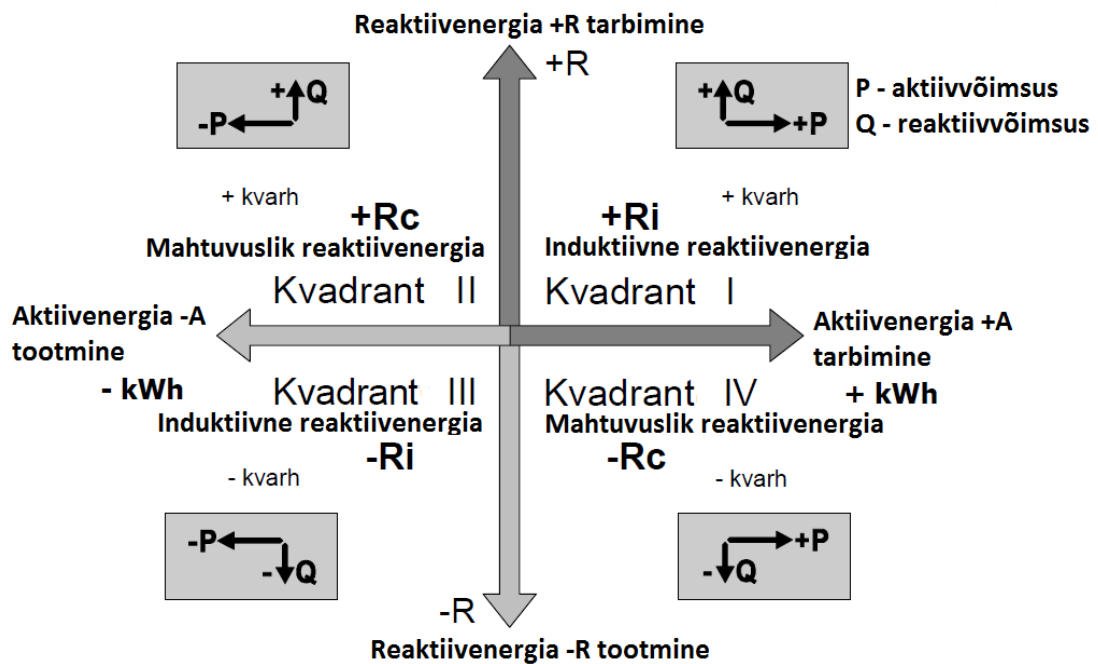 Reaktiivenergia +R tarbimine
+R
+Q
-P
+Q
+P
P - aktiivvõimsus
Q - reaktiivvõimsus
+ kvarh
+ kvarh
+Rc
+Ri
Mahtuvuslik reaktiivenergia
Induktiivne reaktiivenergia
Kvadrant II
Kvadrant I
Aktiivenergia -A
tootmine
- kWh
Aktiivenergia +A
tarbimine
+ kWh
Kvadrant III
Kvadrant IV
Induktiivne reaktiivenergia
Mahtuvuslik reaktiivenergia
-Ri
-Rc
- kvarh
- kvarh
-P
-Q
+P
-Q
-R
Reaktiivenergia -R tootmine